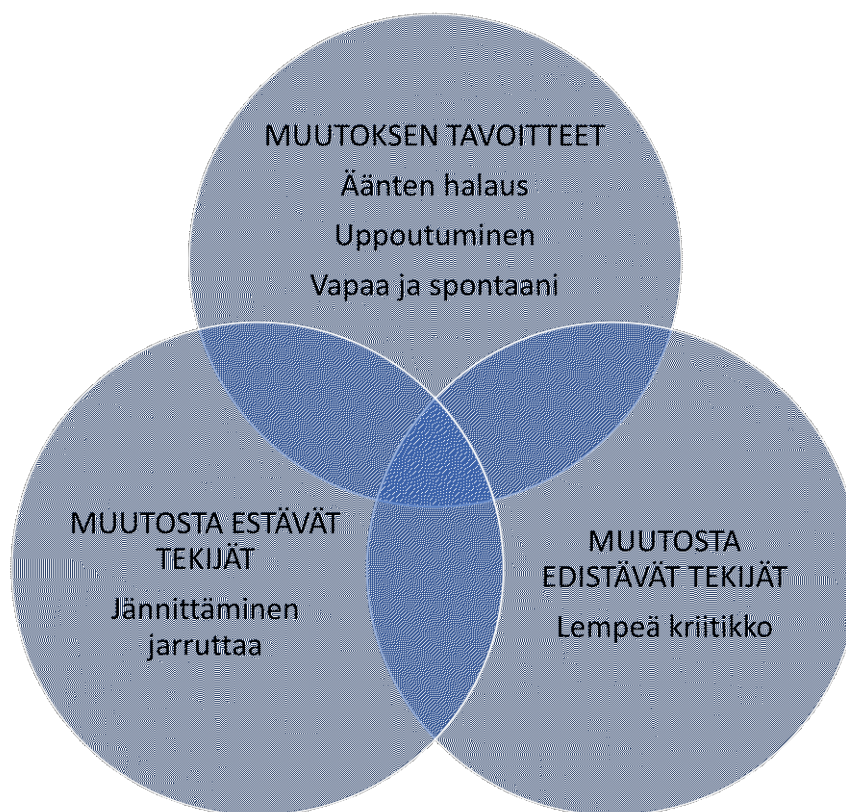 MUUTOKSEN TAVOITTEET
Äänten halaus
Uppoutuminen
Vapaa ja spontaani
MUUTOSTA ESTÄVÄT
TEKIJÄT
Jännittäminen
jarruttaa
MUUTOSTA
EDISTÄVÄT TEKIJÄT
Lempeä kriitikko